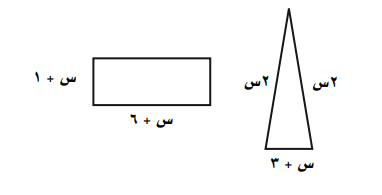 ٢س
٢س
س + ٣
س + ١
س + ٦